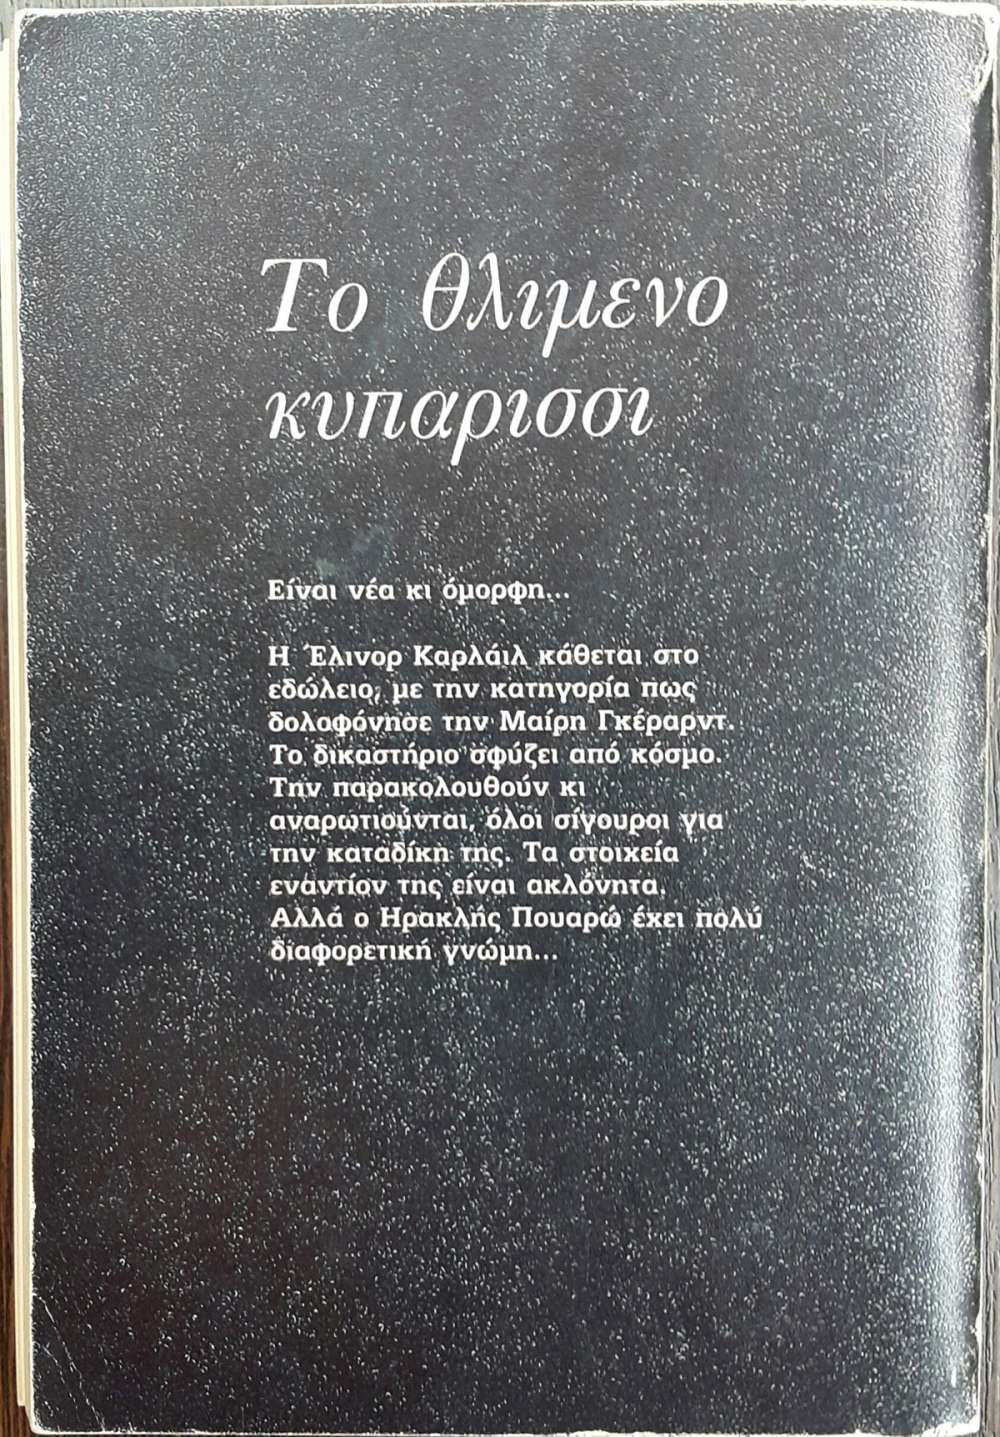 Το θλιμενο
κυπαρισσι
Είναι νέα κι όμορφη...
Η Έλινορ Καρλάιλ κάθεται στο
εδώλειο, με την κατηγορία πως
δολοφόνησε την Μαίρη Γκέραρντ.
Το δικαστήριο σφύζει από κόσμο.
Την παρακολουθούν κι
αναρωτιούνται, όλοι σίγουροι για
την καταδίκη της. Τα στοιχεία
εναντίον της είναι ακλόνητα.
Αλλά ο Ηρακλής Πουαρώ έχει πολύ
διαφορετική γνώμη...